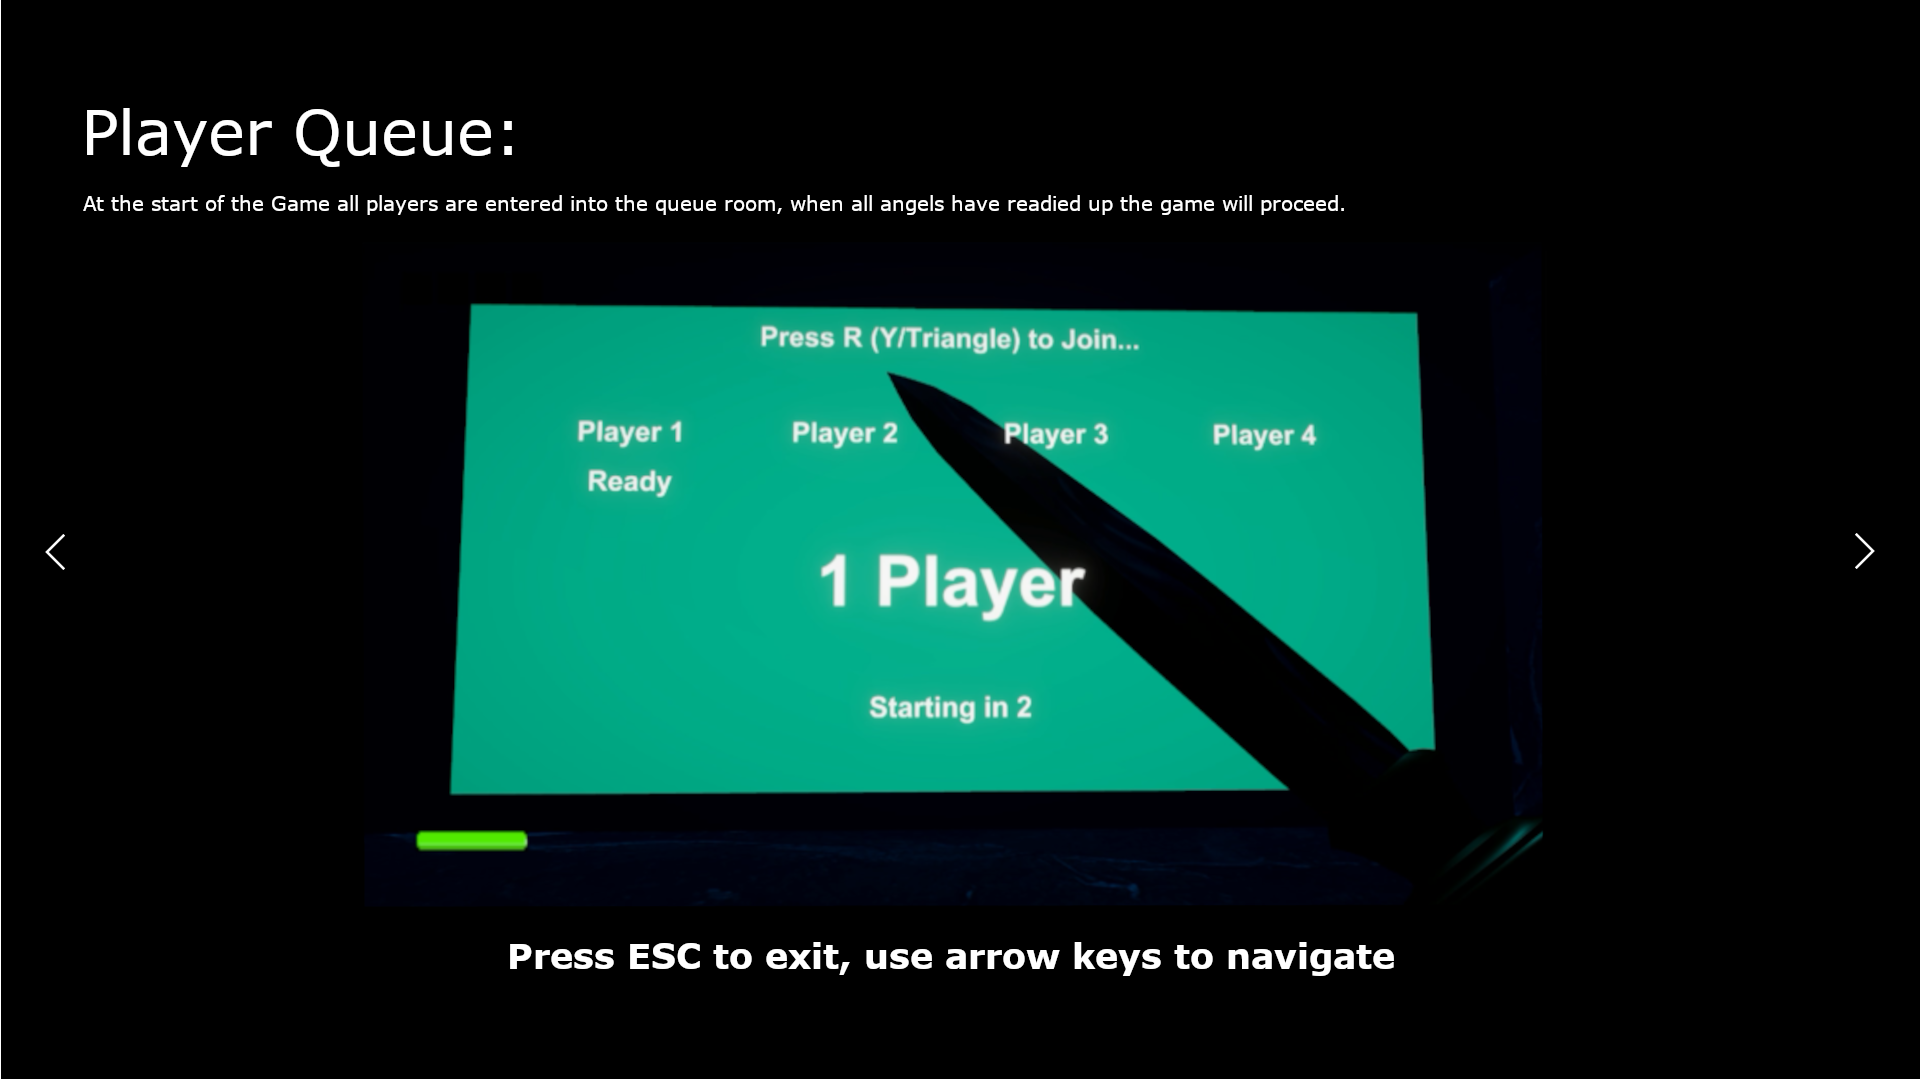 Player Queue:
At the start of the Game all players are entered into the queue room, when all angels have readied up the game will proceed.
Press R (Y/Triangle) to Join...
Player 1 Player 2 Player 3 Player 4
Ready
1 Player
Starting in 2
Press ESC to exit, use arrow keys to navigate